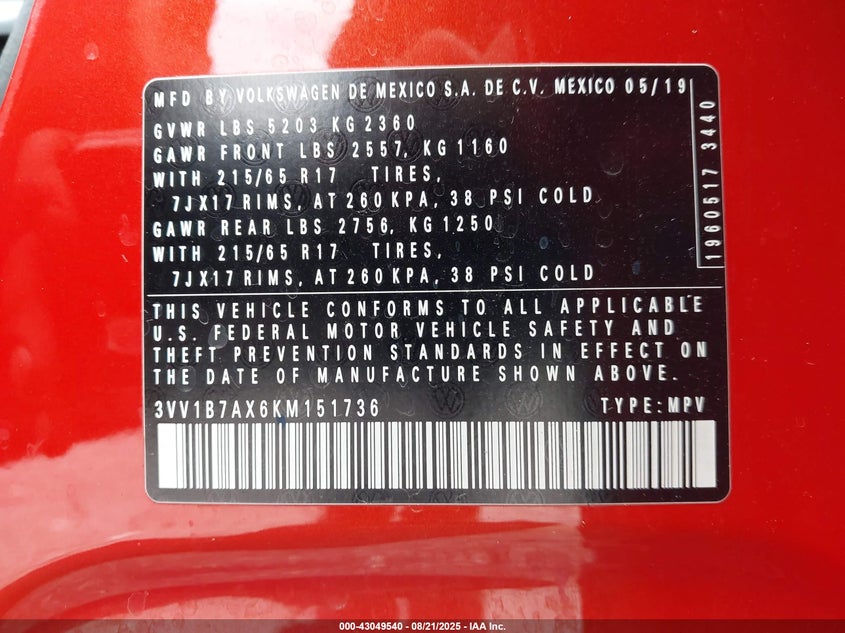 MFD BY VOLKSWAGEN DE MEXICO S.A. DE C.V. MEXICO 05/19
GVWR LBS 5203 KG 2360
GAWR FRONT LBS 2557, KG 1160
WITH 215/65 R17 TIRES,
7JX17 RIMS, AT 260 KPA, 38 PSI COLD
GAWR REAR LBS 2756, KG 1250
WITH 215/65 R17 TIRES,
7JX17 RIMS, AT 260 KPA, 38 PSI COLD
1960517 3440
THIS VEHICLE CONFORMS TO ALL APPLICABLE
U.S. FEDERAL MOTOR VEHICLE SAFETY AND
THEFT PREVENTION STANDARDS IN EFFECT ON
THE DATE OF MANUFACTURE SHOWN ABOVE.
3VV1B7AX6KM151736 TYPE: MPV
000-43049540 - 08/21/2025 - IAA Inc.